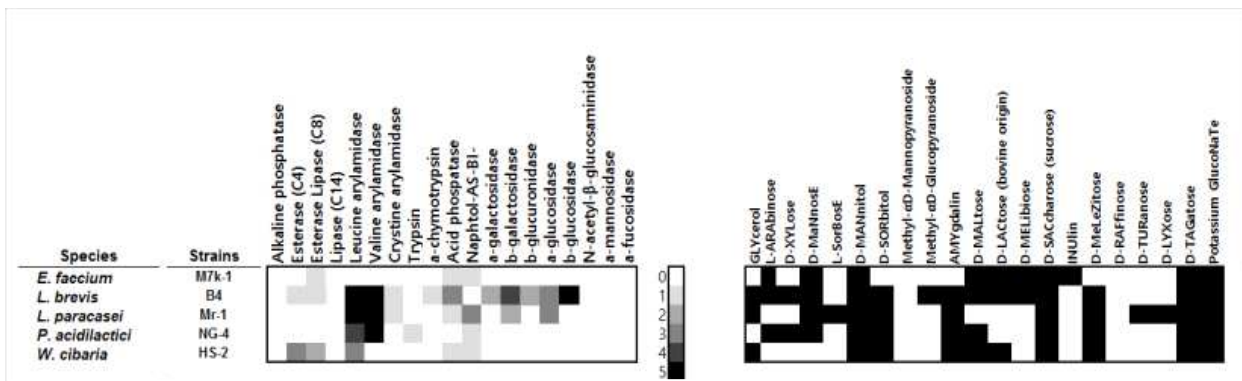 Alkaline phosphatase
Esterase (C4)
Esterase Lipase (C8)
Lipase (C14)
Leucine arylamidase
Valine arylamidase
Crystine arylamidase
Trypsin
a-chymotrypsin
Acid phospatase
Naphtol-AS-BI-
a-galactosidase
b-galactosidase
b-glucuronidase
a-glucosidase
b-glucosidase
N-acetyl-β-glucosaminidase
a-mannosidase
a-fucosidase
GLYcerol
L-ARAbinose
D-XYLose
D-MaNnosE
L-SorBosE
D-MANnitol
D-SORbitol
Methyl-αD-Mannopyranoside
Methyl-αD-Glucopyranoside
AMYgdalin
D-MALtose
D-LACtose (bovine origin)
D-MELibiose
D-SAccharose (sucrose)
INUlin
D-MeLeZitose
D-RAFfinose
D-TURanose
D-LYXose
D-TAGatose
Potassium GlucoNaTe
Species Strains
E. faecium M7k-1
L. brevis B4
L. paracasei Mr-1
P. acidilactici NG-4
W. cibaria HS-2
0
1
2
3
4
5